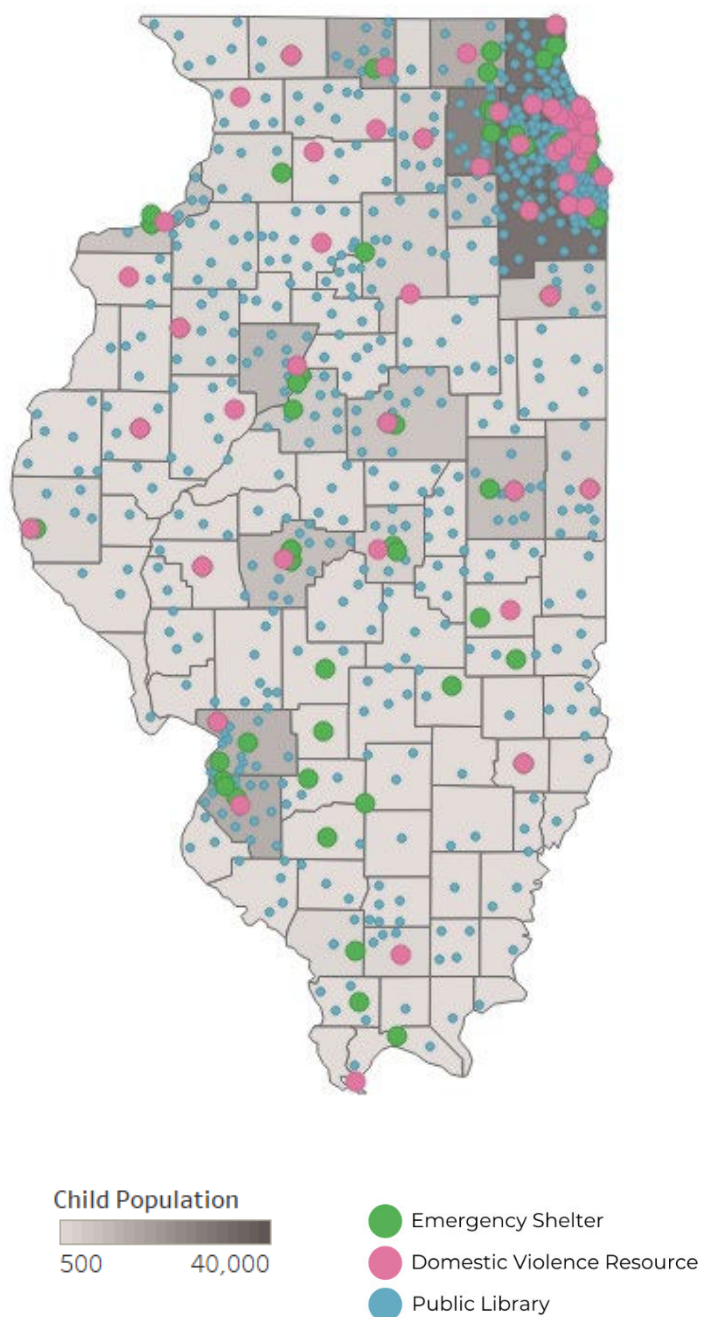 Child Population
500 40,000
Emergency Shelter
Domestic Violence Resource
Public Library